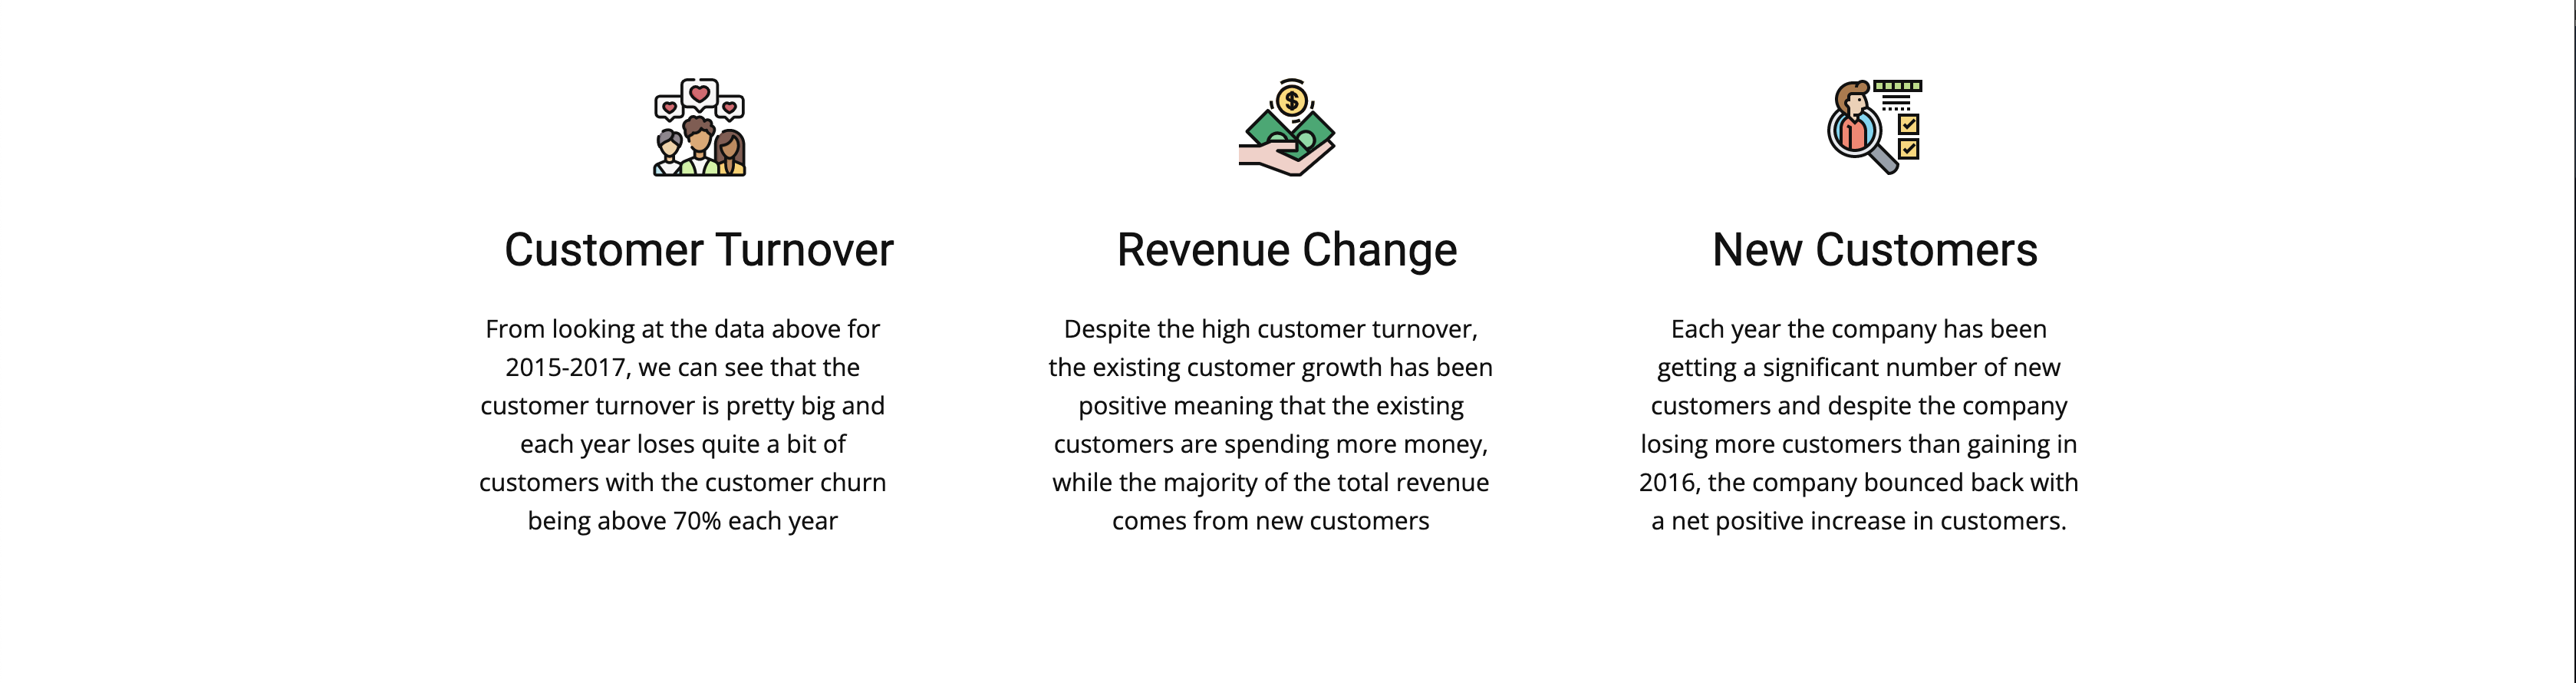 Customer Turnover
From looking at the data above for
2015-2017, we can see that the
customer turnover is pretty big and
each year loses quite a bit of
customers with the customer churn
being above 70% each year
$
Revenue Change
Despite the high customer turnover,
the existing customer growth has been
positive meaning that the existing
customers are spending more money,
while the majority of the total revenue
comes from new customers
New Customers
Each year the company has been
getting a significant number of new
customers and despite the company
losing more customers than gaining in
2016, the company bounced back with
a net positive increase in customers.